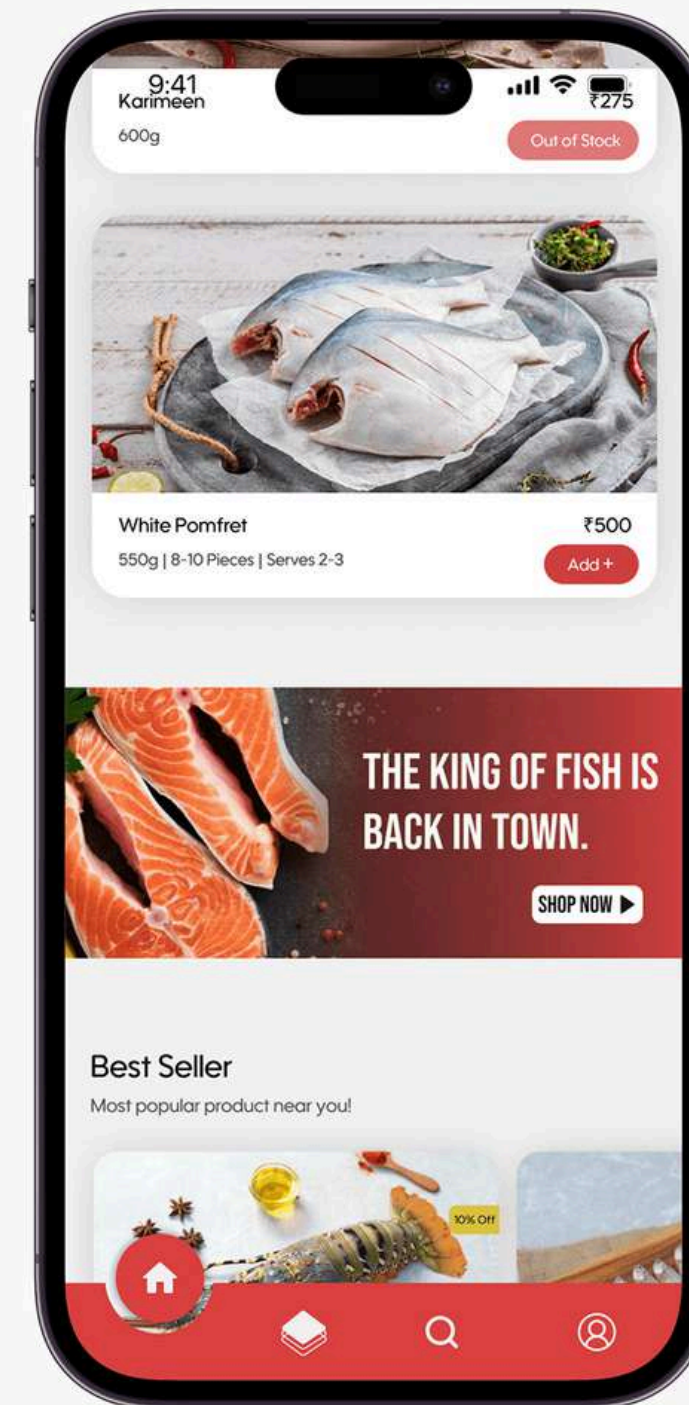 9:41
Karimeen
₹275
600g
Out of Stock
White Pomfret
₹500
550g | 8-10 Pieces | Serves 2-3
Add +
THE KING OF FISH IS
BACK IN TOWN.
SHOP NOW
Best Seller
Most popular product near you!
10% Off